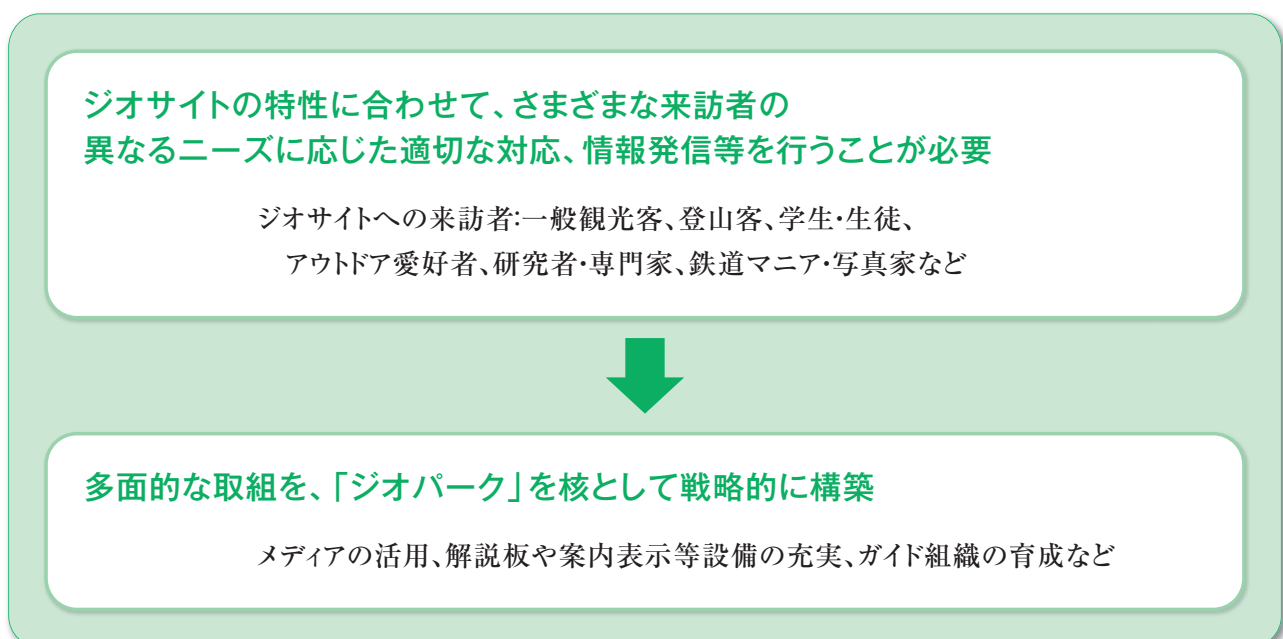 ジオサイトの特性に合わせて、さまざまな来訪者の
異なるニーズに応じた適切な対応、情報発信等を行うことが必要
ジオサイトへの来訪者:一般観光客、登山客、学生・生徒、
アウトドア愛好者、研究者・専門家、鉄道マニア・写真家など
多面的な取組を、「ジオパーク」を核として戦略的に構築
メディアの活用、解説板や案内表示等設備の充実、ガイド組織の育成など